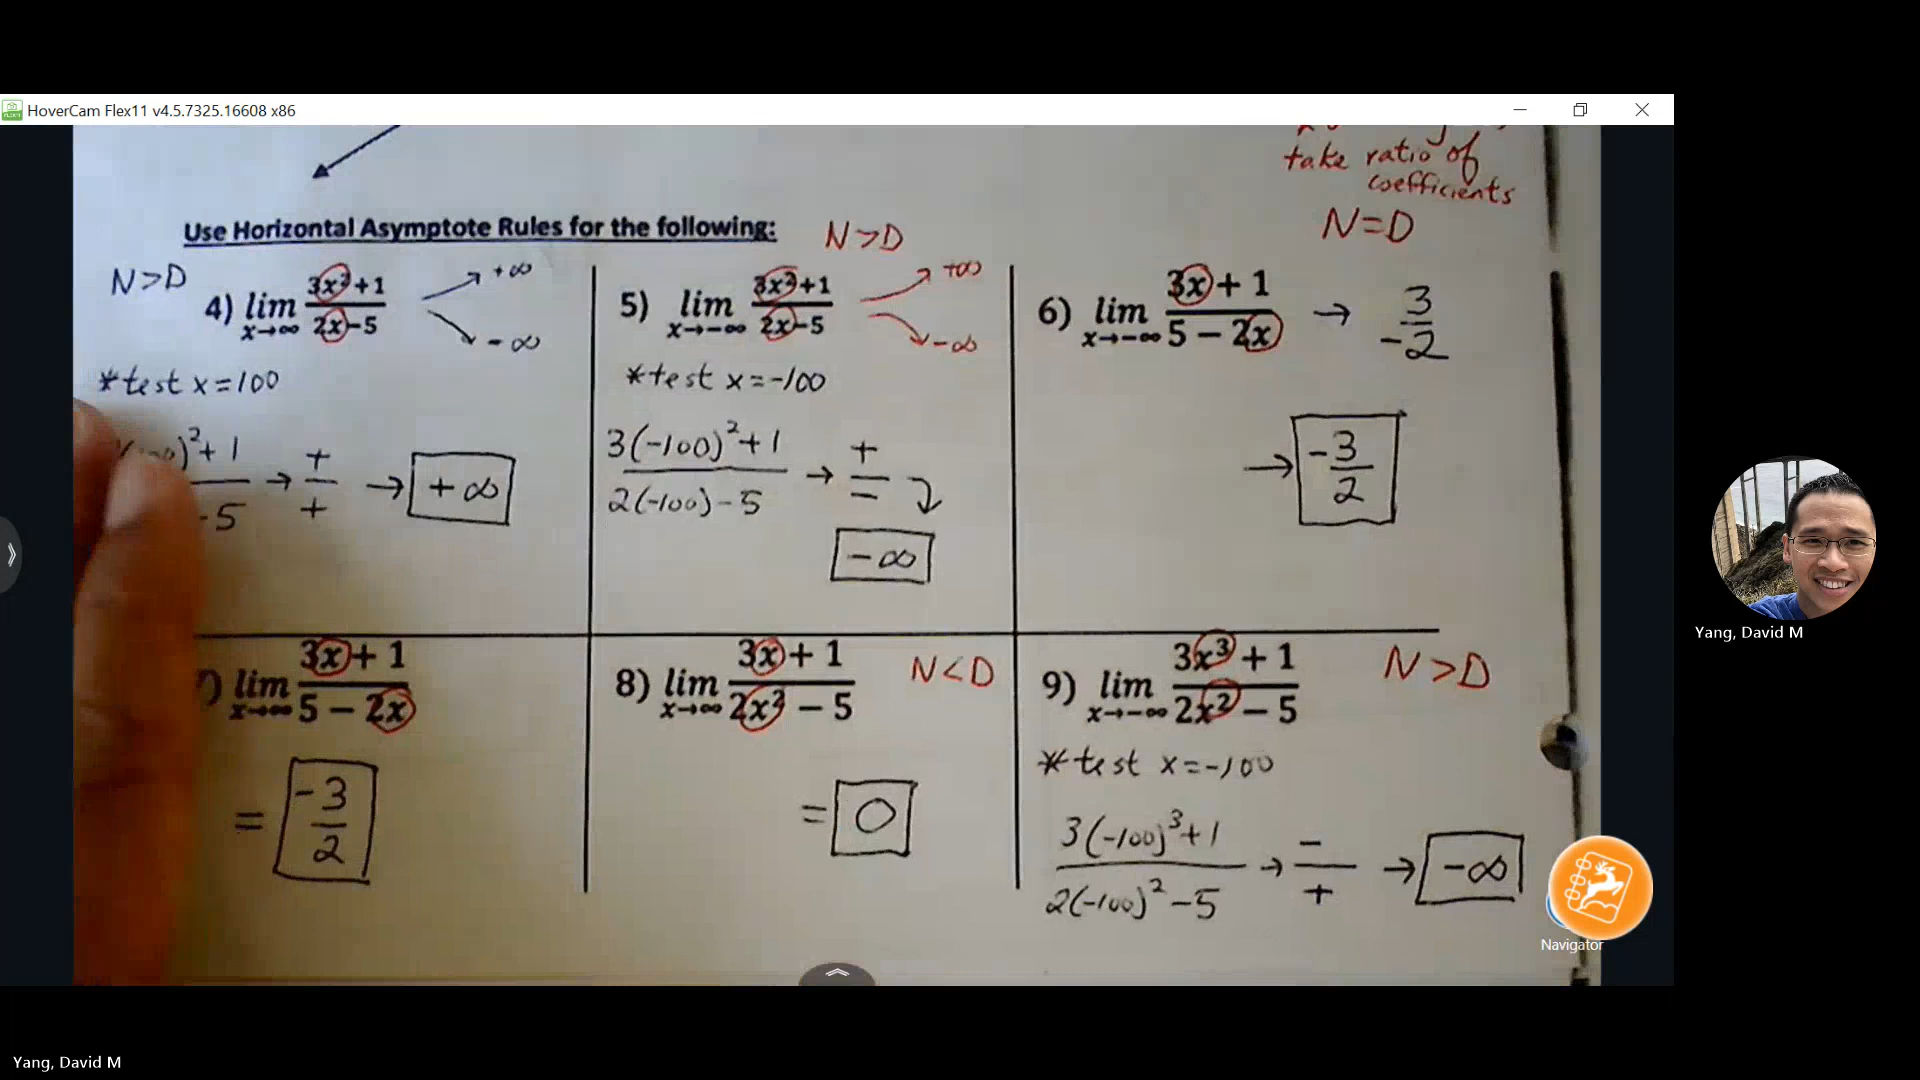 HoverCam Flex11 v4.5.7325.16608 x86
take ratio of
coefficients
N=D
Use Horizontal Asymptote Rules for the following:
N>D
N>D
4) lim x→∞ 3x²+1 / 2x-5
+∞
-∞
*test x=100
)²+1 / -5 → + / + → +∞
5) lim x→-∞ 3x²+1 / 2x-5
+∞
-∞
*test x=-100
3(-100)²+1 / 2(-100)-5 → + / -
-∞
6) lim x→-∞ 3x + 1 / 5 - 2x → 3 / -2
→ -3 / 2
) lim x→∞ 3x + 1 / 5 - 2x
= -3 / 2
8) lim x→∞ 3x + 1 / 2x² - 5
N<D
= 0
9) lim x→-∞ 3x³ + 1 / 2x² - 5
N>D
*test x=-100
3(-100)³+1 / 2(-100)²-5 → - / + → -∞
Navigator
Yang, David M
Yang, David M